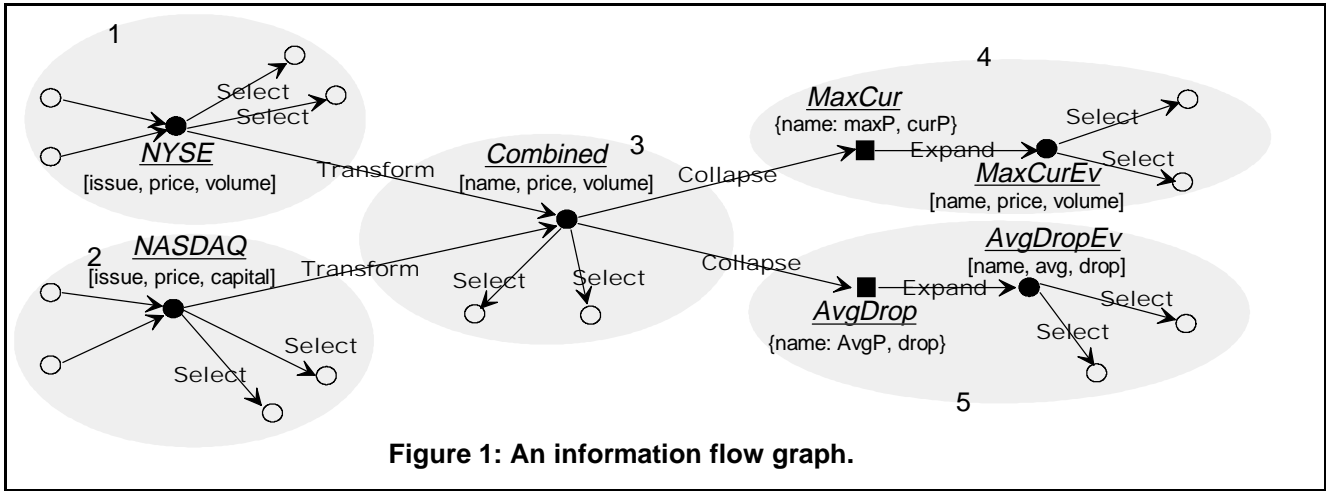 1
Select
Select
NYSE
[issue, price, volume]
Transform
2
NASDAQ
[issue, price, capital]
Transform
Select
Select
3
Combined
[name, price, volume]
Select
Select
Collapse
Collapse
4
MaxCur
{name: maxP, curP}
Expand
Select
Select
MaxCurEv
[name, price, volume]
AvgDropEv
[name, avg, drop]
Expand
Select
Select
AvgDrop
{name: AvgP, drop}
5
Figure 1: An information flow graph.